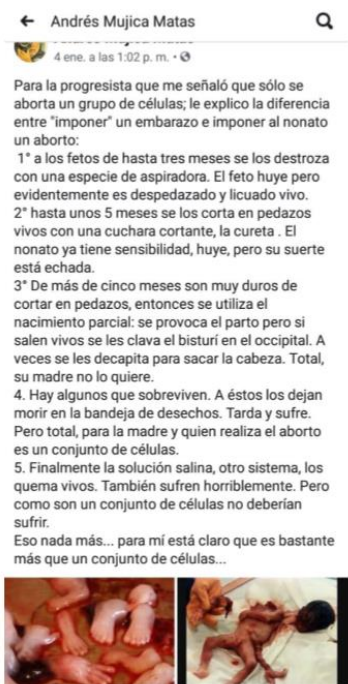 Andrés Mujica Matas
4 ene. a las 1:02 p. m. •
Para la progresista que me señaló que sólo se
aborta un grupo de células; le explico la diferencia
entre "imponer" un embarazo e imponer al nonato
un aborto:
1° a los fetos de hasta tres meses se los destroza
con una especie de aspiradora. El feto huye pero
evidentemente es despedazado y licuado vivo.
2° hasta unos 5 meses se los corta en pedazos
vivos con una cuchara cortante, la cureta . El
nonato ya tiene sensibilidad, huye, pero su suerte
está echada.
3° De más de cinco meses son muy duros de
cortar en pedazos, entonces se utiliza el
nacimiento parcial: se provoca el parto pero si
salen vivos se les clava el bisturí en el occipital. A
veces se les decapita para sacar la cabeza. Total,
su madre no lo quiere.
4. Hay algunos que sobreviven. A éstos los dejan
morir en la bandeja de desechos. Tarda y sufre.
Pero total, para la madre y quien realiza el aborto
es un conjunto de células.
5. Finalmente la solución salina, otro sistema, los
quema vivos. También sufren horriblemente. Pero
como son un conjunto de células no deberían
sufrir.
Eso nada más... para mí está claro que es bastante
más que un conjunto de células...